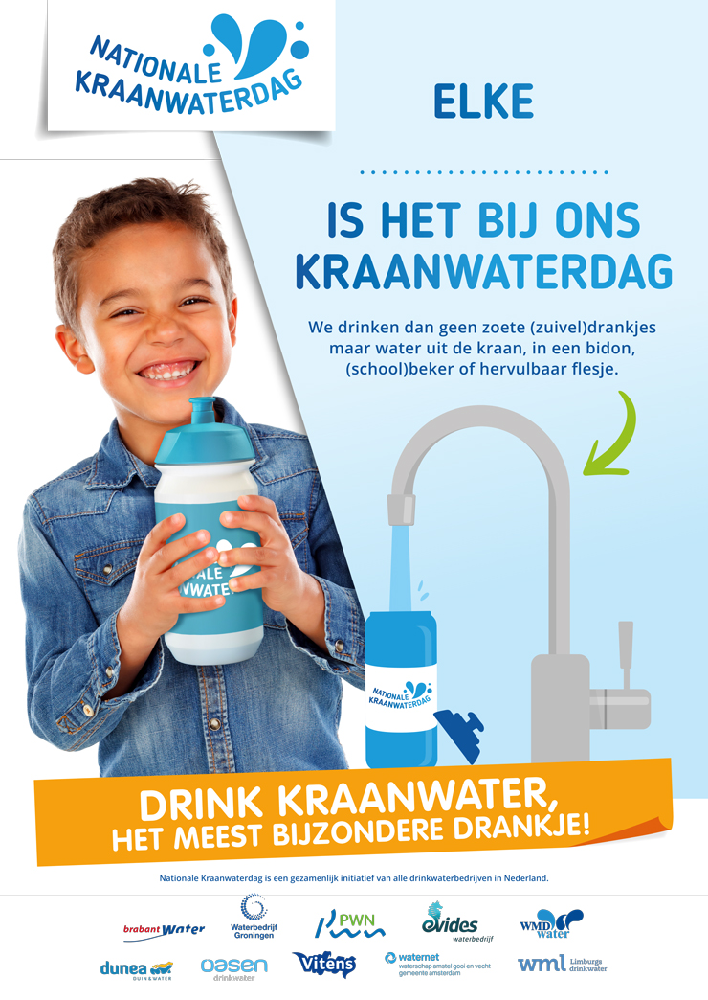 NATIONALE
KRAANWATERDAG
ELKE
........................
IS HET BIJ ONS
KRAANWATERDAG
We drinken dan geen zoete (zuivel)drankjes
maar water uit de kraan, in een bidon,
(school)beker of hervulbaar flesje.
ALE
NWATE
NATIONALE
KRAANWATERDAG
DRINK KRAANWATER,
HET MEEST BIJZONDERE DRANKJE!
Nationale Kraanwaterdag is een gezamenlijk initiatief van alle drinkwaterbedrijven in Nederland.
brabant Water
Waterbedrijf
Groningen
PWN
evides
waterbedrijf
WMD
water
dunea
DUIN & WATER
oasen
drinkwater
Vitens
waternet
waterschap amstel gooi en vecht
gemeente amsterdam
wml
Limburgs
drinkwater